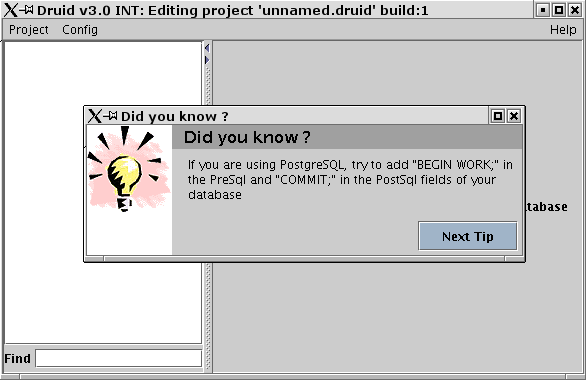 Druid v3.0 INT: Editing project 'unnamed.druid' build:1
Project Config Help
Did you know ?
Did you know ?
If you are using PostgreSQL, try to add "BEGIN WORK;" in
the PreSql and "COMMIT;" in the PostSql fields of your
database
Next Tip
Find